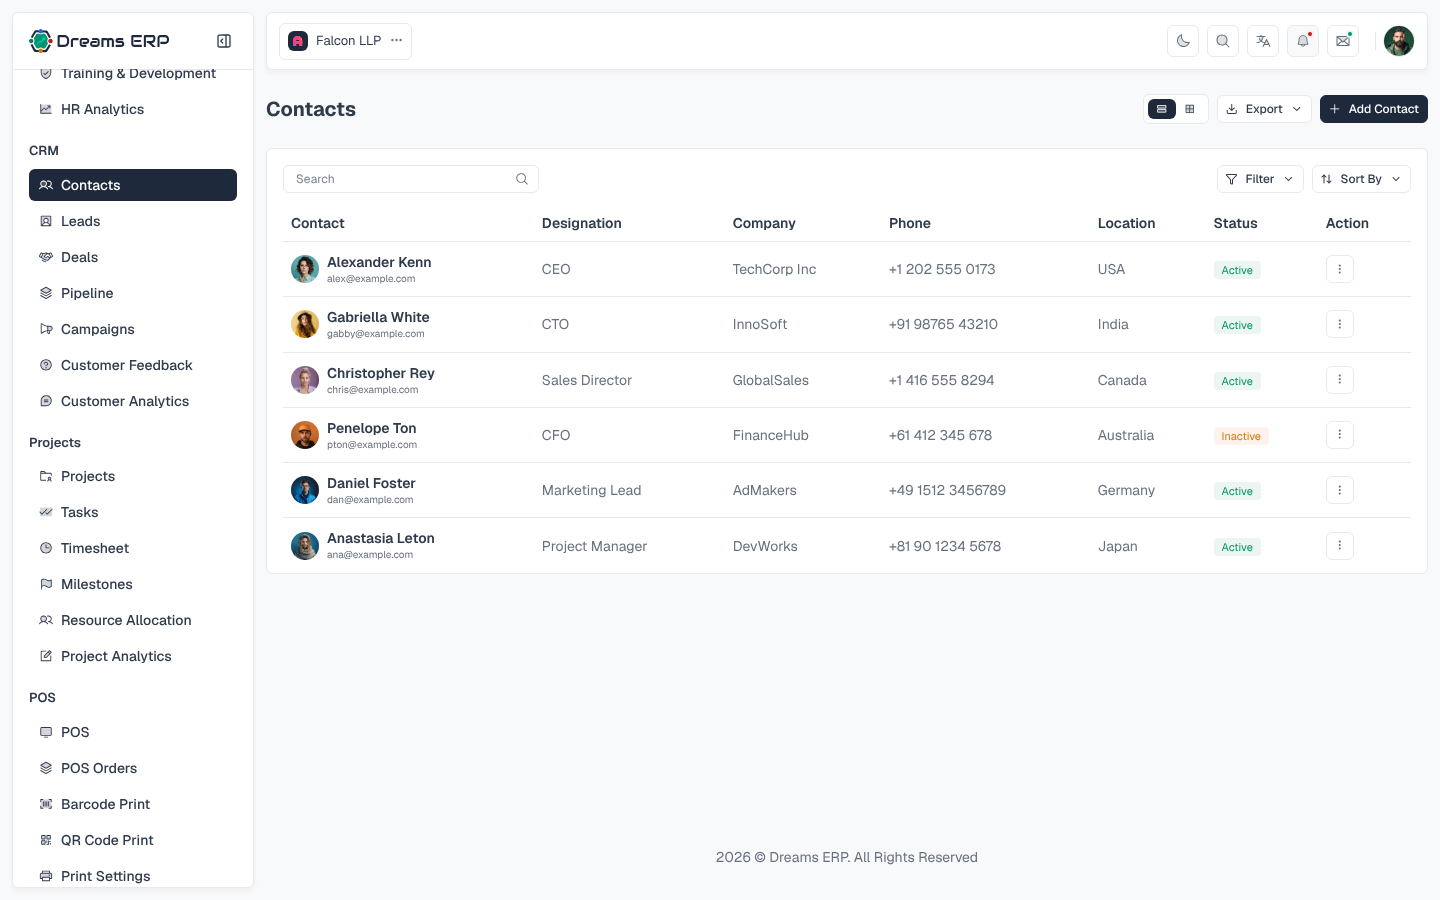 Dreams ERP
Training & Development
HR Analytics
CRM
Contacts
Leads
Deals
Pipeline
Campaigns
Customer Feedback
Customer Analytics
Projects
Projects
Tasks
Timesheet
Milestones
Resource Allocation
Project Analytics
POS
POS
POS Orders
Barcode Print
QR Code Print
Print Settings
Falcon LLP ···
Contacts
Export
Add Contact
Search
Filter
Sort By
Contact Designation Company Phone Location Status Action
Alexander Kenn
alex@example.com
CEO TechCorp Inc +1 202 555 0173 USA Active
Gabriella White
gabby@example.com
CTO InnoSoft +91 98765 43210 India Active
Christopher Rey
chris@example.com
Sales Director GlobalSales +1 416 555 8294 Canada Active
Penelope Ton
pton@example.com
CFO FinanceHub +61 412 345 678 Australia Inactive
Daniel Foster
dan@example.com
Marketing Lead AdMakers +49 1512 3456789 Germany Active
Anastasia Leton
ana@example.com
Project Manager DevWorks +81 90 1234 5678 Japan Active
2026 © Dreams ERP. All Rights Reserved